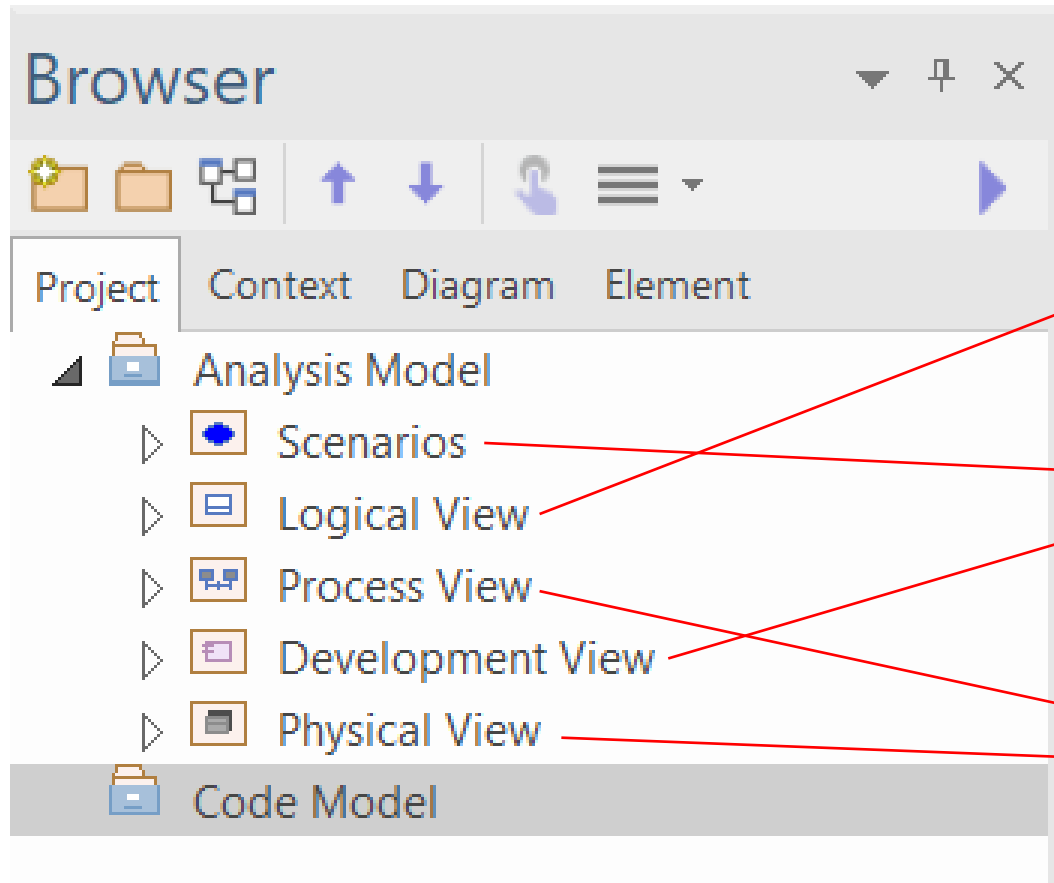 Browser
Project Context Diagram Element
Analysis Model
Scenarios
Logical View
Process View
Development View
Physical View
Code Model